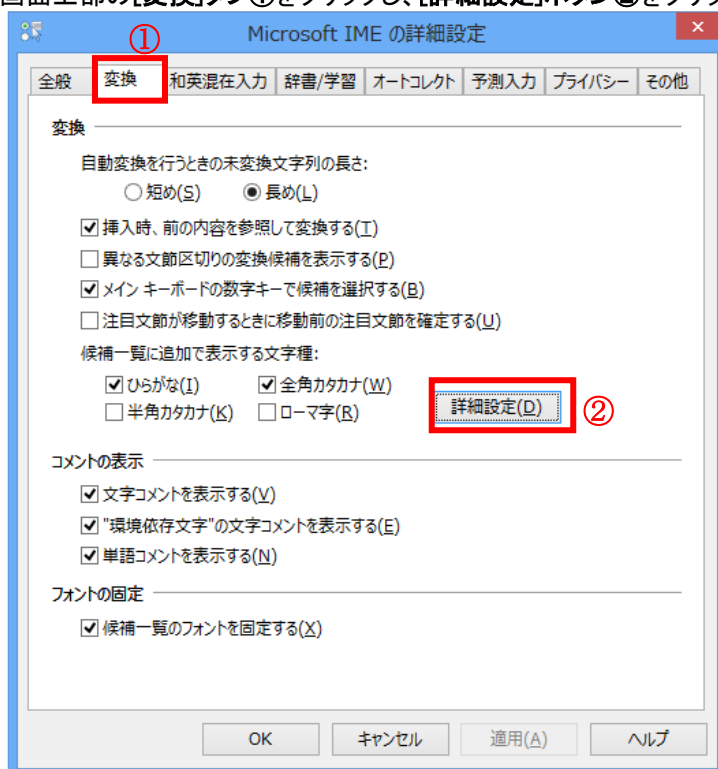 画面上部の[変換]タブ①をクリックし、[詳細設定]ボタン②をクリッ
①
Microsoft IME の詳細設定
全般 変換 和英混在入力 辞書/学習 オートコレクト 予測入力 プライバシー その他
変換
自動変換を行うときの未変換文字列の長さ:
短め(S) 長め(L)
挿入時、前の内容を参照して変換する(T)
異なる文節区切りの変換候補を表示する(P)
メイン キーボードの数字キーで候補を選択する(B)
注目文節が移動するときに移動前の注目文節を確定する(U)
候補一覧に追加で表示する文字種:
ひらがな(I) 全角カタカナ(W)
半角カタカナ(K) ローマ字(R)
詳細設定(D) ②
コメントの表示
文字コメントを表示する(V)
"環境依存文字"の文字コメントを表示する(E)
単語コメントを表示する(N)
フォントの固定
候補一覧のフォントを固定する(X)
OK キャンセル 適用(A) ヘルプ